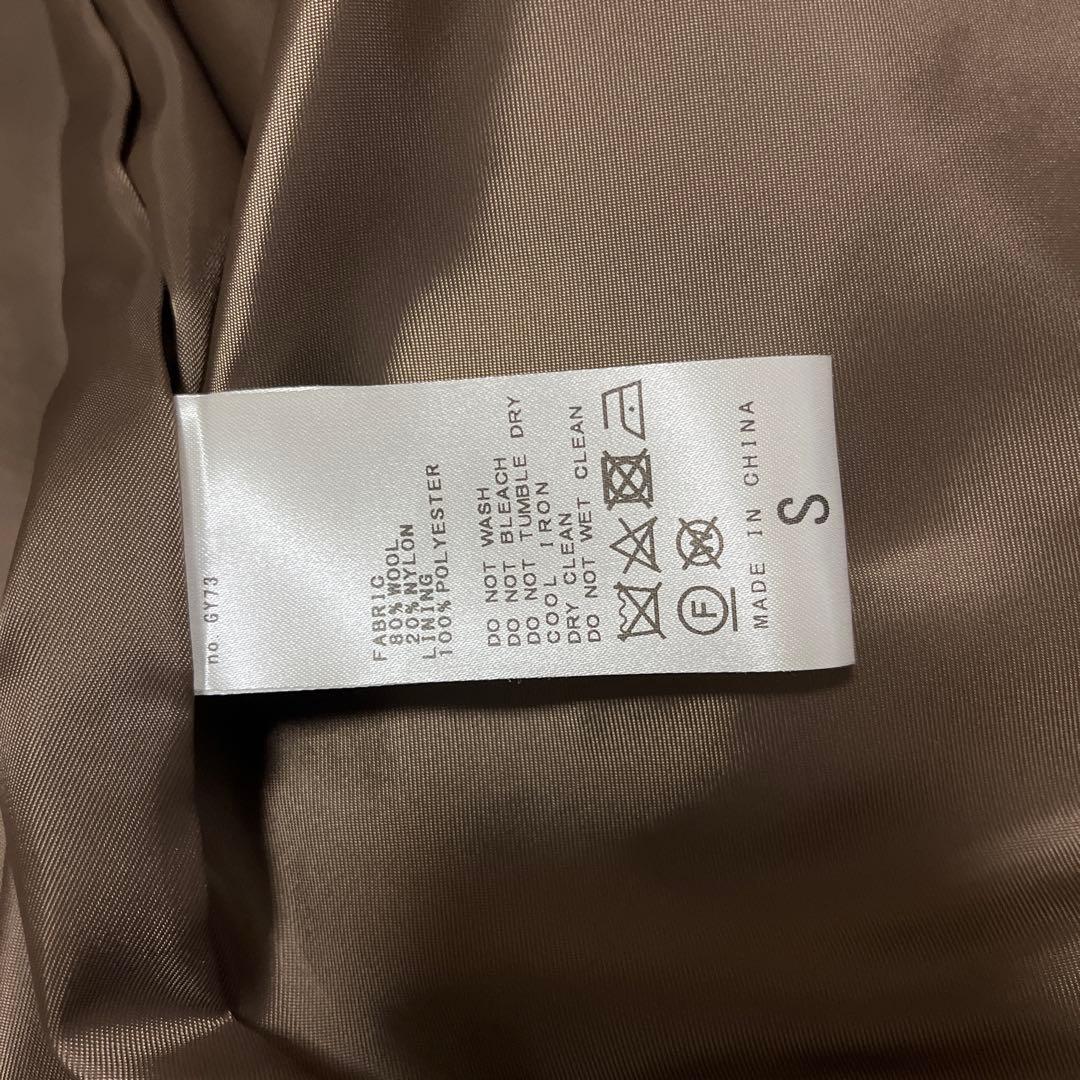 no. GY73
FABRIC
80%WOOL
20%NYLON
LINING
100%POLYESTER
DO NOT WASH
DO NOT BLEACH
DO NOT TUMBLE DRY
COOL IRON
DRY CLEAN
DO NOT WET CLEAN
F W
MADE IN CHINA
S